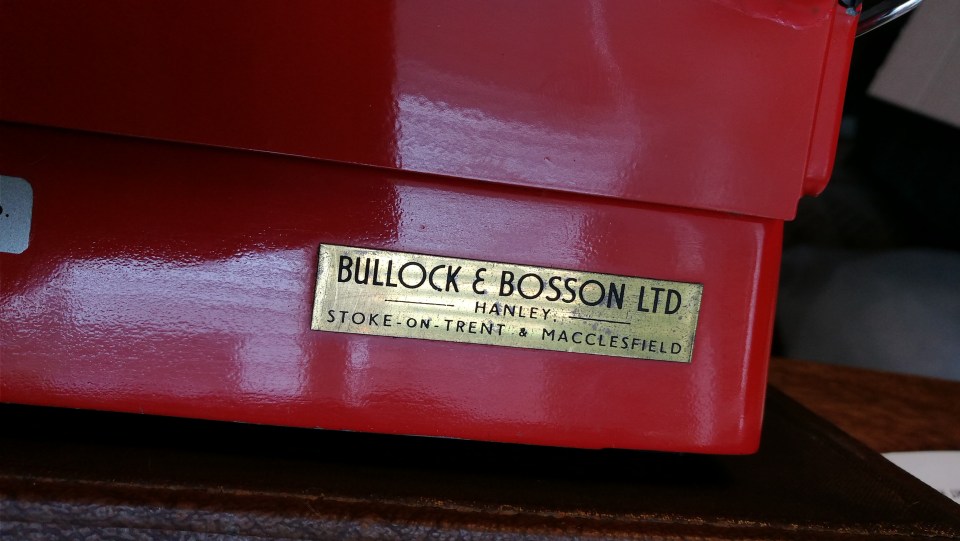 BULLOCK & BOSSON LTD
HANLEY.
STOKE-ON-TRENT & MACCLESFIELD